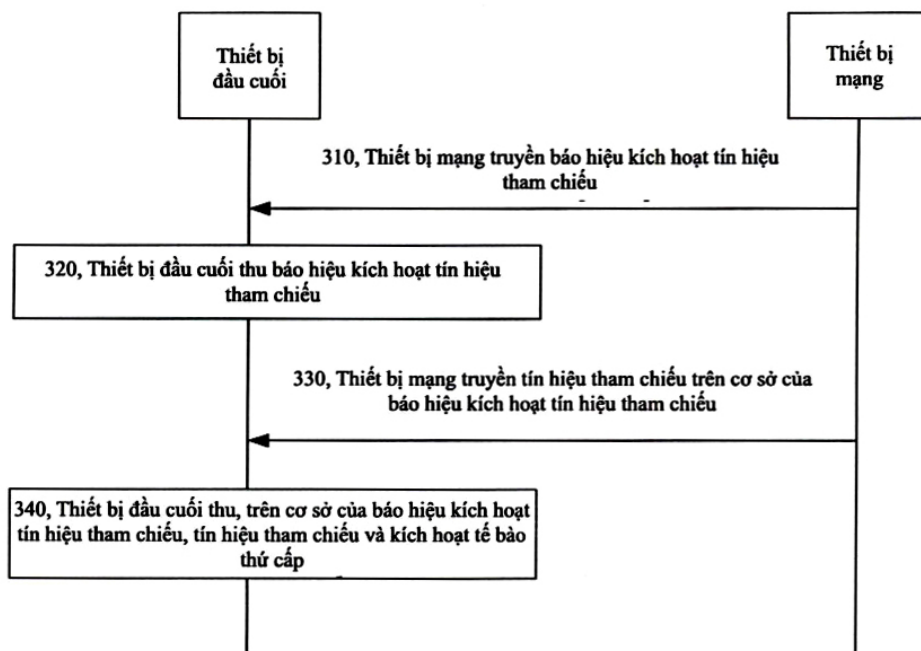 Thiết bị
đầu cuối
Thiết bị
mạng
310, Thiết bị mạng truyền báo hiệu kích hoạt tín hiệu
tham chiếu
320, Thiết bị đầu cuối thu báo hiệu kích hoạt tín hiệu
tham chiếu
330, Thiết bị mạng truyền tín hiệu tham chiếu trên cơ sở của
báo hiệu kích hoạt tín hiệu tham chiếu
340, Thiết bị đầu cuối thu, trên cơ sở của báo hiệu kích hoạt
tín hiệu tham chiếu, tín hiệu tham chiếu và kích hoạt tế bào
thứ cấp